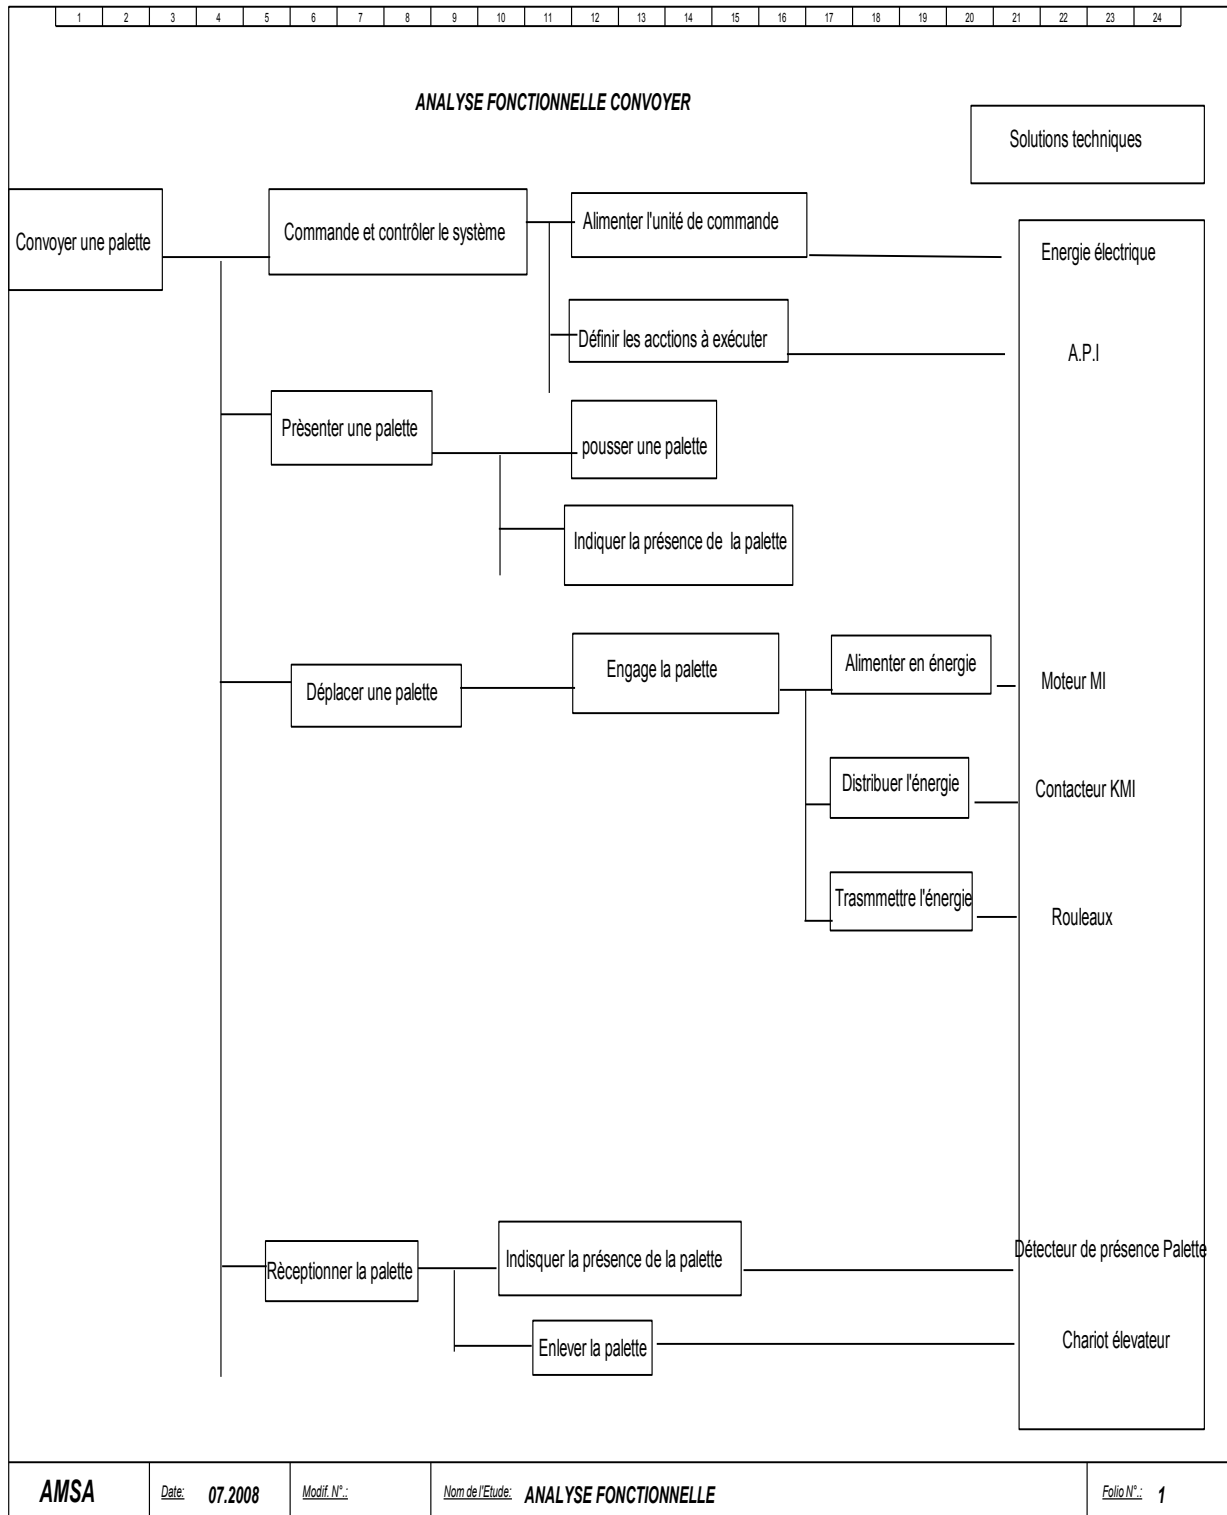 1 2 3 4 5 6 7 8 9 10 11 12 13 14 15 16 17 18 19 20 21 22 23 24
ANALYSE FONCTIONNELLE CONVOYER
Solutions techniques
Convoyer une palette
Commande et contrôler le système
Alimenter l'unité de commande
Energie électrique
Définir les acctions à exécuter
A.P.I
Prèsenter une palette
pousser une palette
Indiquer la présence de la palette
Déplacer une palette
Engage la palette
Alimenter en énergie
Moteur MI
Distribuer l'énergie
Contacteur KMI
Trasmmettre l'énergie
Rouleaux
Rèceptionner la palette
Indisquer la présence de la palette
Détecteur de présence Palette
Enlever la palette
Chariot élevateur
AMSA
Date: 07.2008
Modif. N°.:
Nom de l'Etude: ANALYSE FONCTIONNELLE
Folio N°.: 1